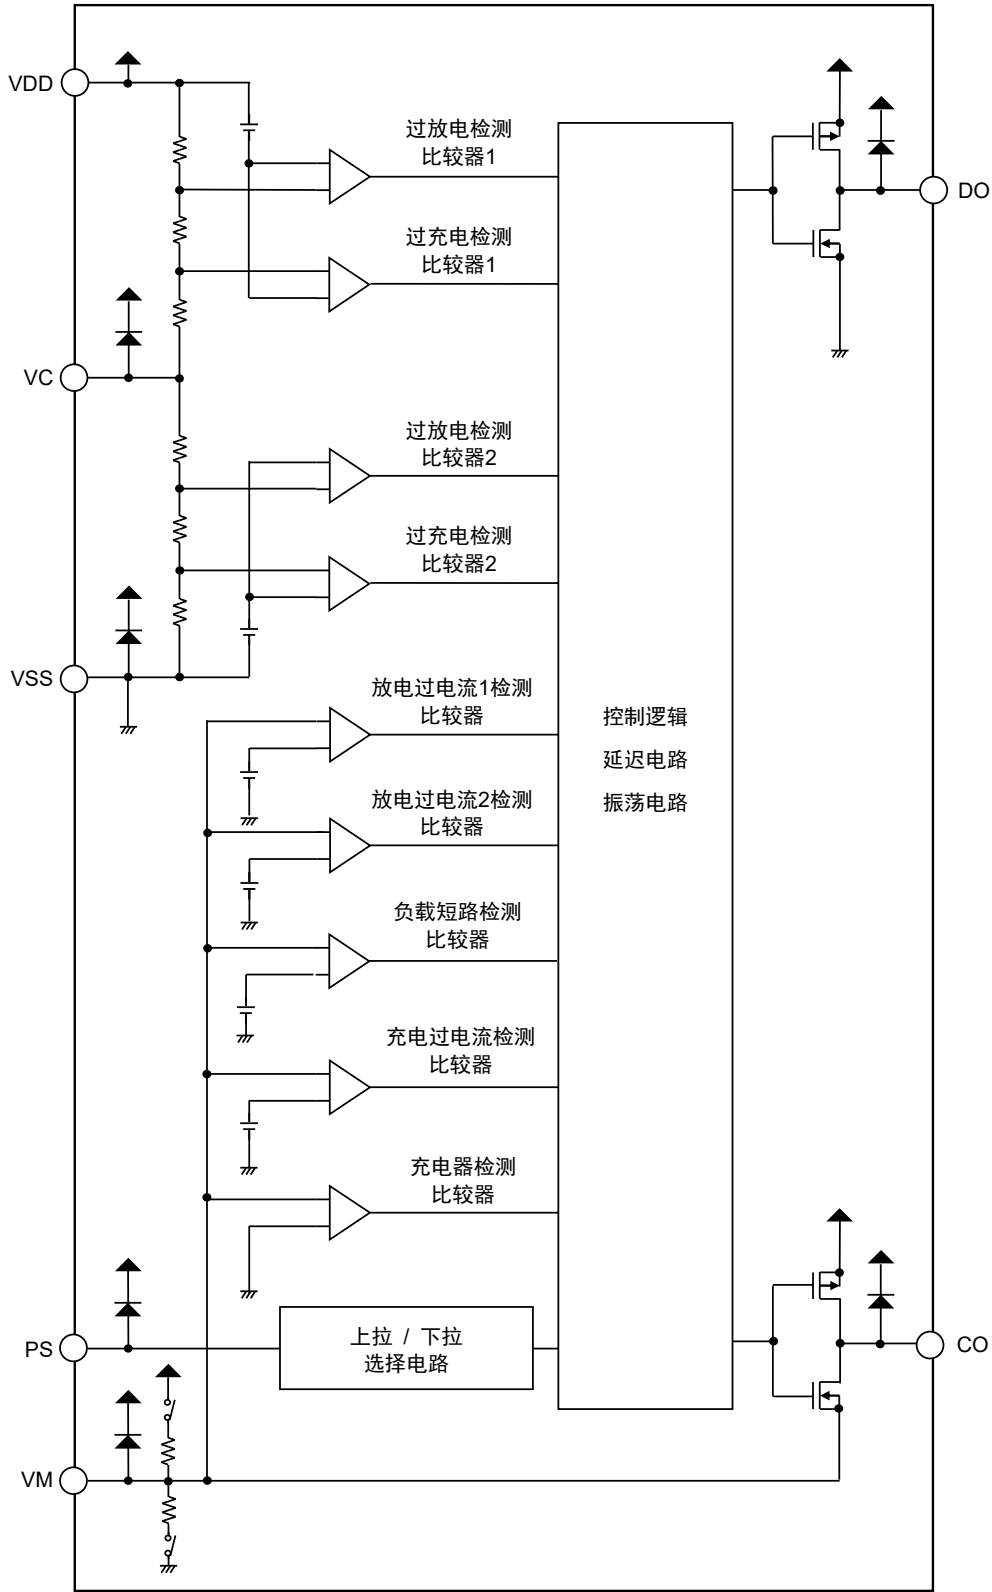 VDD
过放电检测
比较器1
DO
过充电检测
比较器1
VC
过放电检测
比较器2
过充电检测
比较器2
VSS
放电过电流1检测
比较器
控制逻辑
延迟电路
振荡电路
放电过电流2检测
比较器
负载短路检测
比较器
充电过电流检测
比较器
充电器检测
比较器
PS
上拉 / 下拉
选择电路
CO
VM